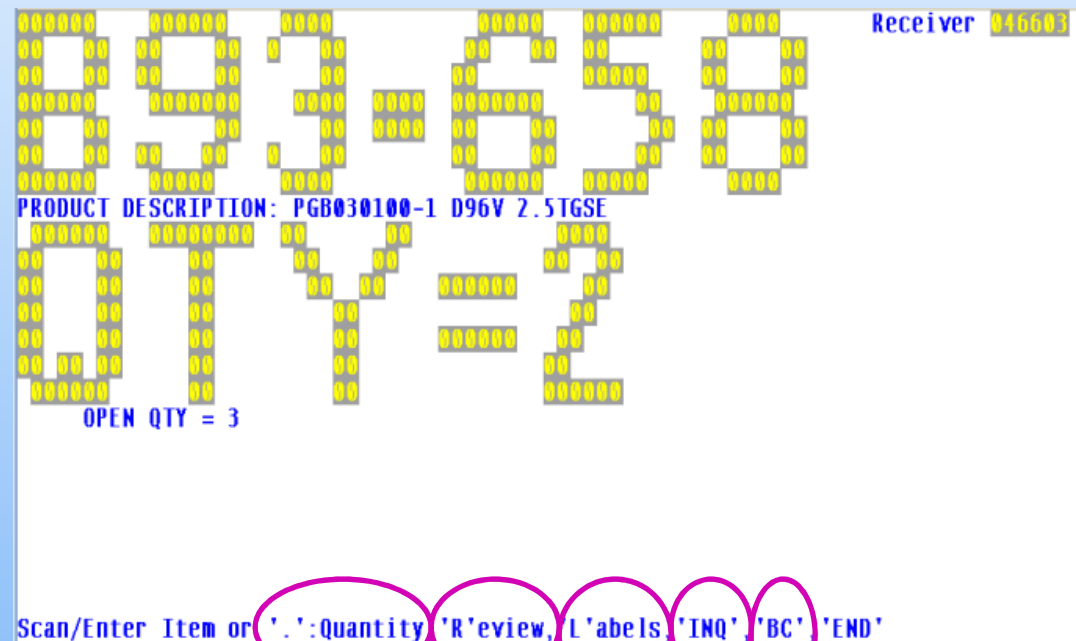 Receiver 046603
B93-658
PRODUCT DESCRIPTION: PGB030100-1 D96V 2.5TGSE
QTY=2
OPEN QTY = 3
Scan/Enter Item or '.':Quantity,'R'eview,'L'abels,'INQ','BC','END'